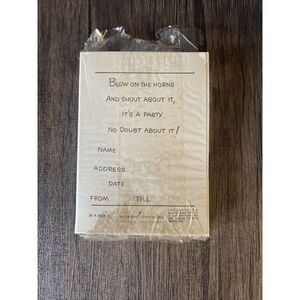 BLOW ON THE HORNS
AND SHOUT ABOUT IT,
IT'S A PARTY
NO DOUBT ABOUT IT!
NAME
ADDRESS
DATE
FROM TILL